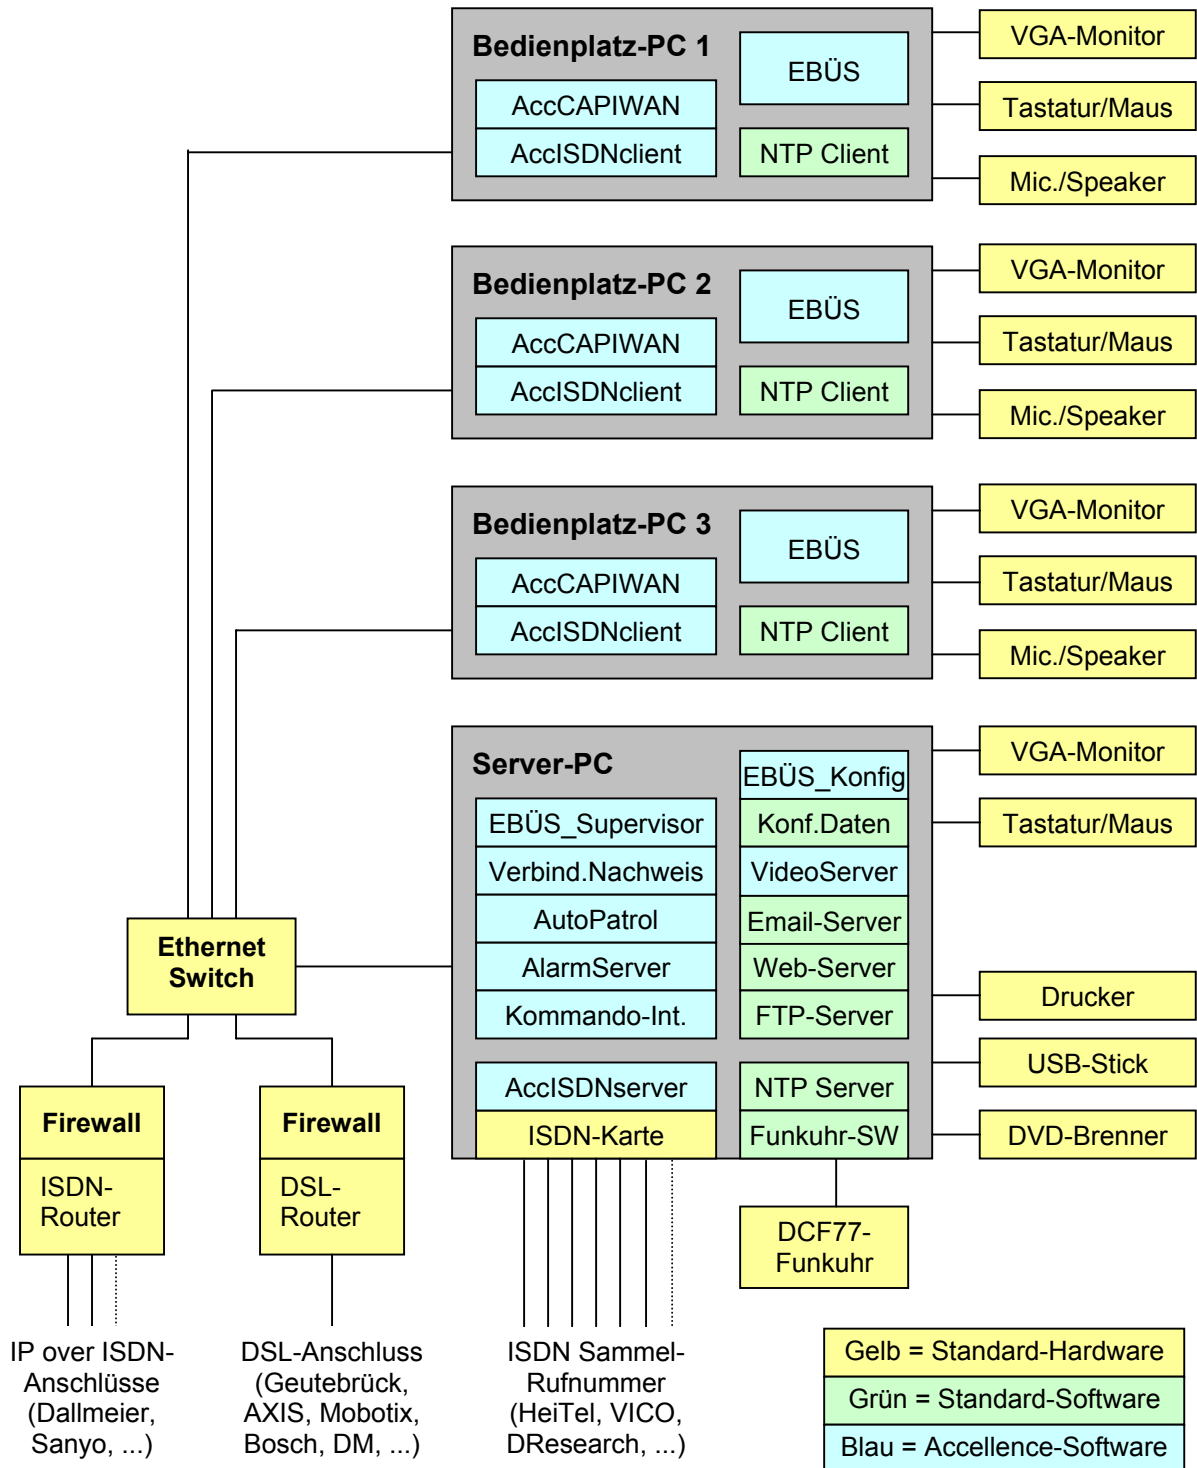 Bedienplatz-PC 1
EBÜS
AccCAPIWAN
AccISDNclient
NTP Client
VGA-Monitor
Tastatur/Maus
Mic./Speaker
Bedienplatz-PC 2
EBÜS
AccCAPIWAN
AccISDNclient
NTP Client
VGA-Monitor
Tastatur/Maus
Mic./Speaker
Bedienplatz-PC 3
EBÜS
AccCAPIWAN
AccISDNclient
NTP Client
VGA-Monitor
Tastatur/Maus
Mic./Speaker
Server-PC
EBÜS_Supervisor
Verbind.Nachweis
AutoPatrol
AlarmServer
Kommando-Int.
AccISDNserver
ISDN-Karte
EBÜS_Konfig
Konf.Daten
VideoServer
Email-Server
Web-Server
FTP-Server
NTP Server
Funkuhr-SW
VGA-Monitor
Tastatur/Maus
Drucker
USB-Stick
DVD-Brenner
Ethernet
Switch
Firewall
ISDN-
Router
Firewall
DSL-
Router
DCF77-
Funkuhr
IP over ISDN-
Anschlüsse
(Dallmeier,
Sanyo, ...)
DSL-Anschluss
(Geutebrück,
AXIS, Mobotix,
Bosch, DM, ...)
ISDN Sammel-
Rufnummer
(HeiTel, VICO,
DResearch, ...)
Gelb = Standard-Hardware
Grün = Standard-Software
Blau = Accellence-Software